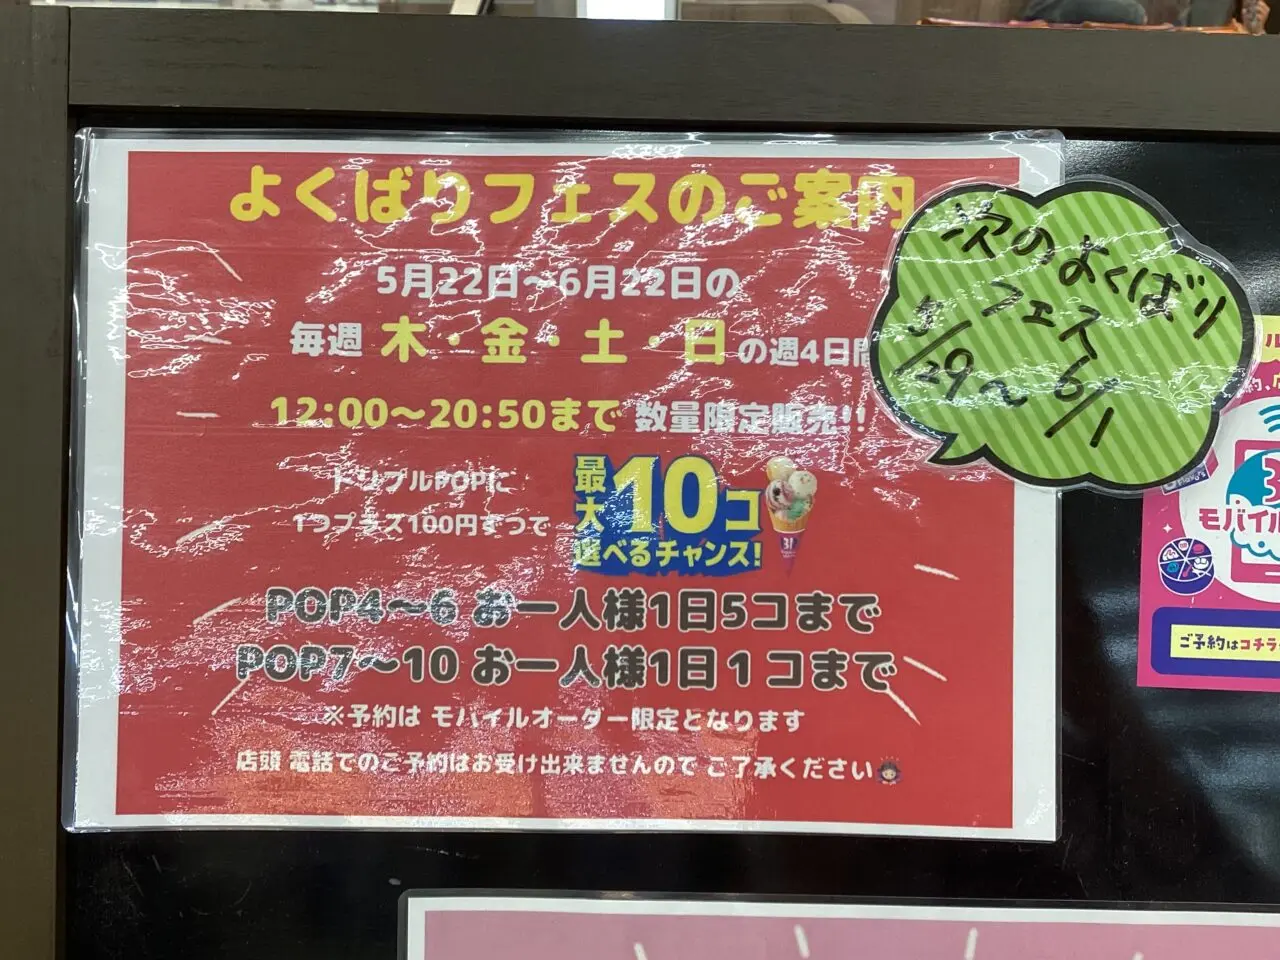 よくばりフェスのご案内
5月22日～6月22日の
毎週 木・金・土・日 の週4日間
12:00～20:50まで 数量限定販売!!
トリプルPOPに
1つプラス100円ずつで
最大10コ
選べるチャンス!
31
POP4～6 お一人様1日5コまで
POP7～10 お一人様1日1コまで
※予約は モバイルオーダー限定となります
店頭 電話でのご予約はお受け出来ませんので ご了承ください
次のよくばり
フェス
5/29～6/1
モバイル
ご予約はコチラ